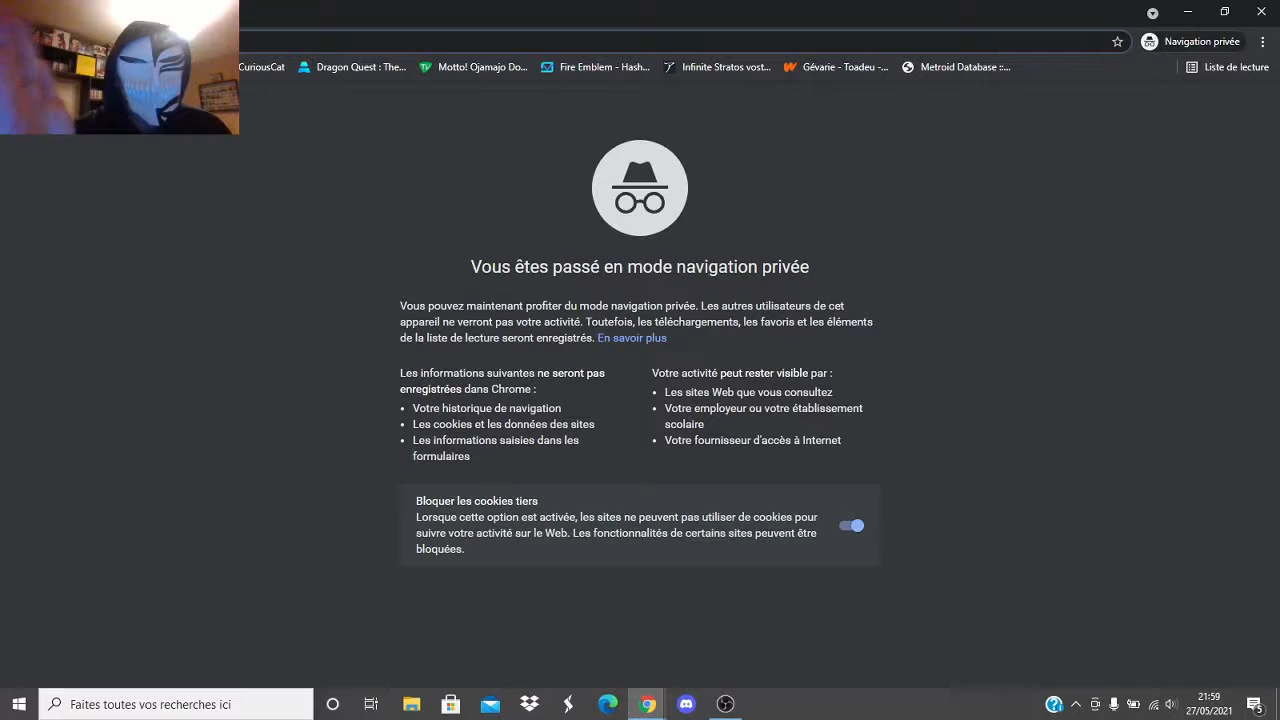 Navigation privée
CuriousCat
Dragon Quest : The...
Motto! Ojamajo Do...
Fire Emblem - Hash...
Infinite Stratos vost...
Gévarie - Toadeu -...
Metroid Database ::...
Liste de lecture
Vous êtes passé en mode navigation privée
Vous pouvez maintenant profiter du mode navigation privée. Les autres utilisateurs de cet
appareil ne verront pas votre activité. Toutefois, les téléchargements, les favoris et les éléments
de la liste de lecture seront enregistrés. En savoir plus
Les informations suivantes ne seront pas
enregistrées dans Chrome :
• Votre historique de navigation
• Les cookies et les données des sites
• Les informations saisies dans les
formulaires
Votre activité peut rester visible par :
• Les sites Web que vous consultez
• Votre employeur ou votre établissement
scolaire
• Votre fournisseur d'accès à Internet
Bloquer les cookies tiers
Lorsque cette option est activée, les sites ne peuvent pas utiliser de cookies pour
suivre votre activité sur le Web. Les fonctionnalités de certains sites peuvent être
bloquées.
Faites toutes vos recherches ici
21:59
27/05/2021
5